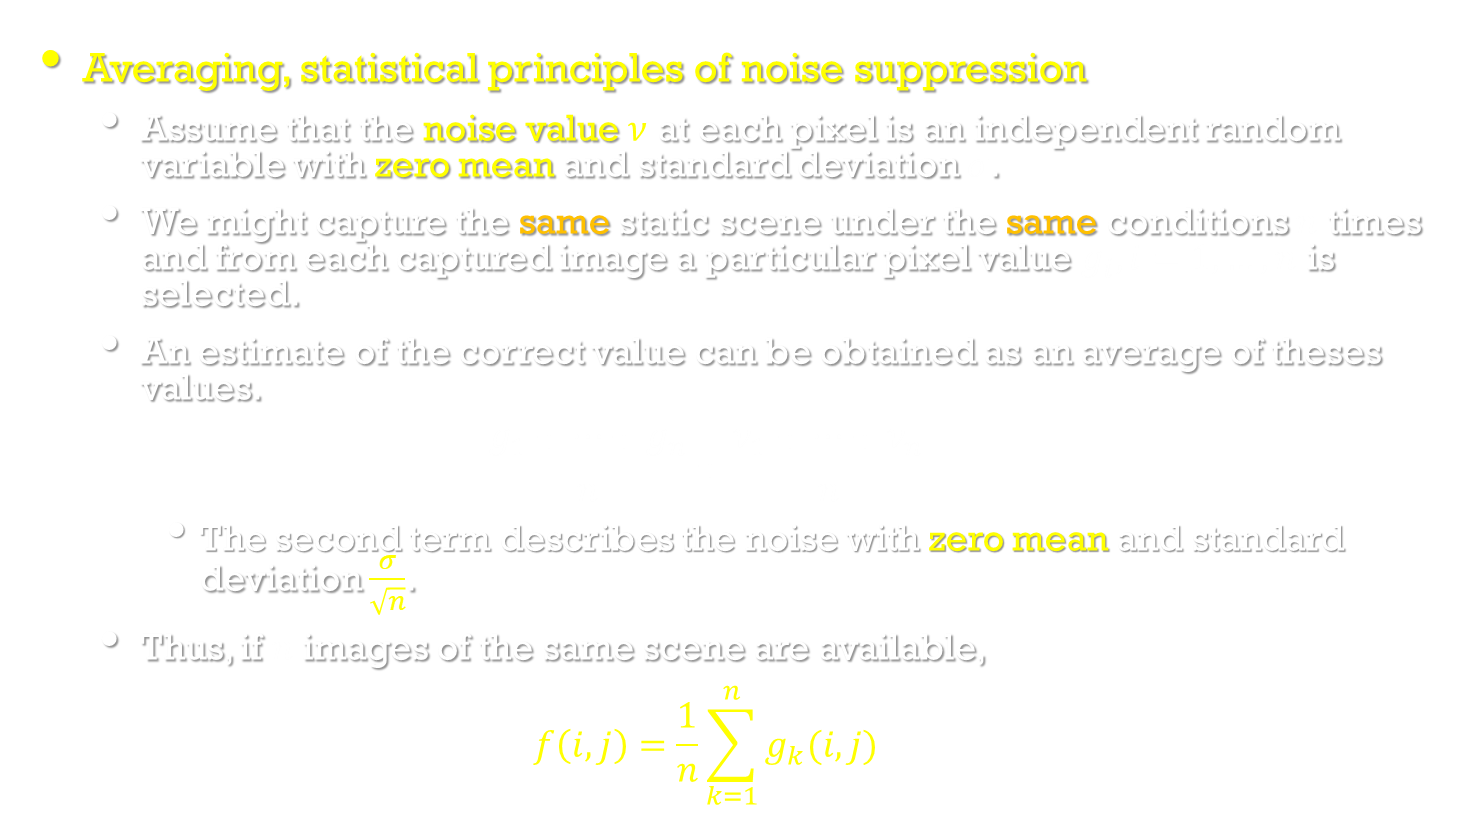 • Averaging, statistical principles of noise suppression
• Assume that the noise value ν at each pixel is an independent random
variable with zero mean and standard deviation .
• We might capture the same static scene under the same conditions times
and from each captured image a particular pixel value is
selected.
• An estimate of the correct value can be obtained as an average of theses
values.
• The second term describes the noise with zero mean and standard
deviation σ/√n.
• Thus, if images of the same scene are available,
f(i,j) = 1/n ∑_{k=1}^{n} g_k(i,j)